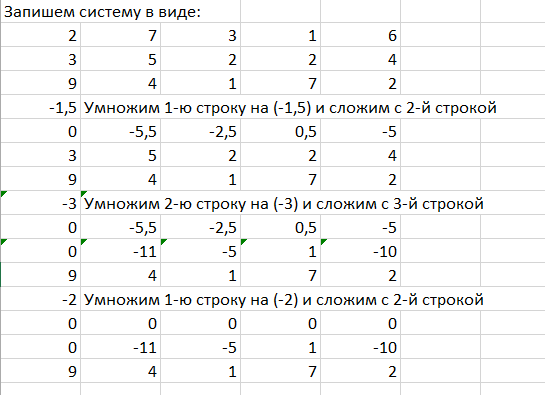 Запишем систему в виде:
2 7 3 1 6
3 5 2 2 4
9 4 1 7 2
-1,5 Умножим 1-ю строку на (-1,5) и сложим с 2-й строкой
0 -5,5 -2,5 0,5 -5
3 5 2 2 4
9 4 1 7 2
-3 Умножим 2-ю строку на (-3) и сложим с 3-й строкой
0 -5,5 -2,5 0,5 -5
0 -11 -5 1 -10
9 4 1 7 2
-2 Умножим 1-ю строку на (-2) и сложим с 2-й строкой
0 0 0 0 0
0 -11 -5 1 -10
9 4 1 7 2